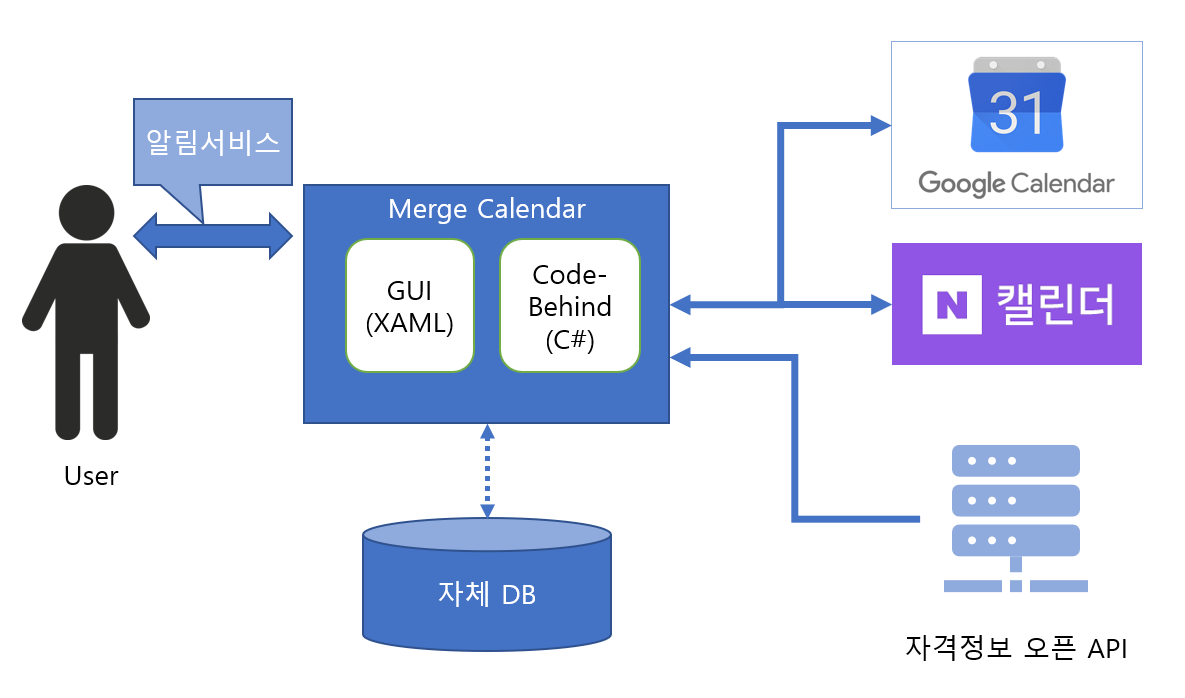 알림서비스
User
Merge Calendar
GUI
(XAML)
Code-
Behind
(C#)
자체 DB
31
Google Calendar
N 캘린더
자격정보 오픈 API